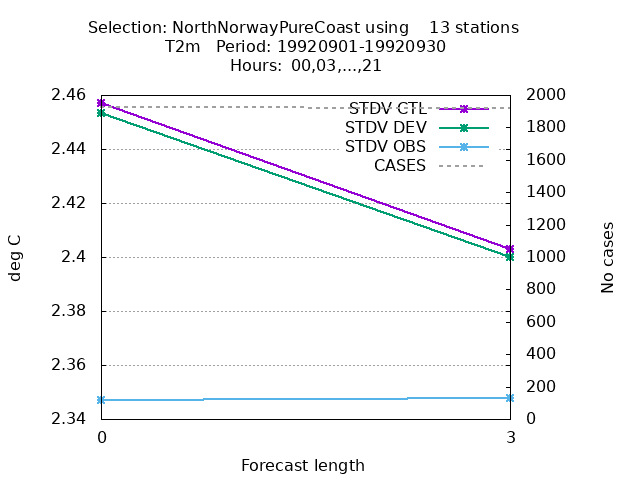 Selection: NorthNorwayPureCoast using    13 stations
T2m   Period: 19920901-19920930
Hours:  00,03,...,21
2.46
2.44
2.42
2.4
2.38
2.36
2.34
deg C
STDV CTL
STDV DEV
STDV OBS
CASES
2000
1800
1600
1400
1200
1000
800
600
400
200
0
No cases
0
3
Forecast length